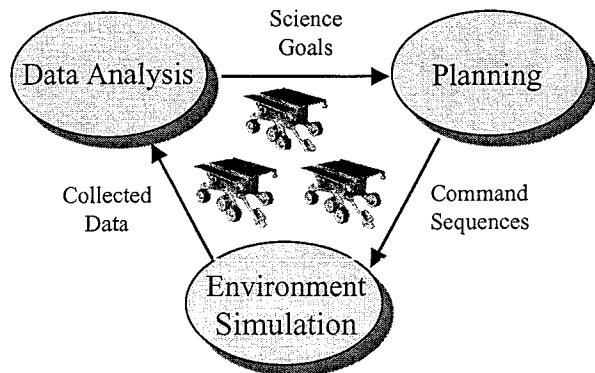 Science
Goals
Data Analysis
Planning
Collected
Data
Command
Sequences
Environment
Simulation